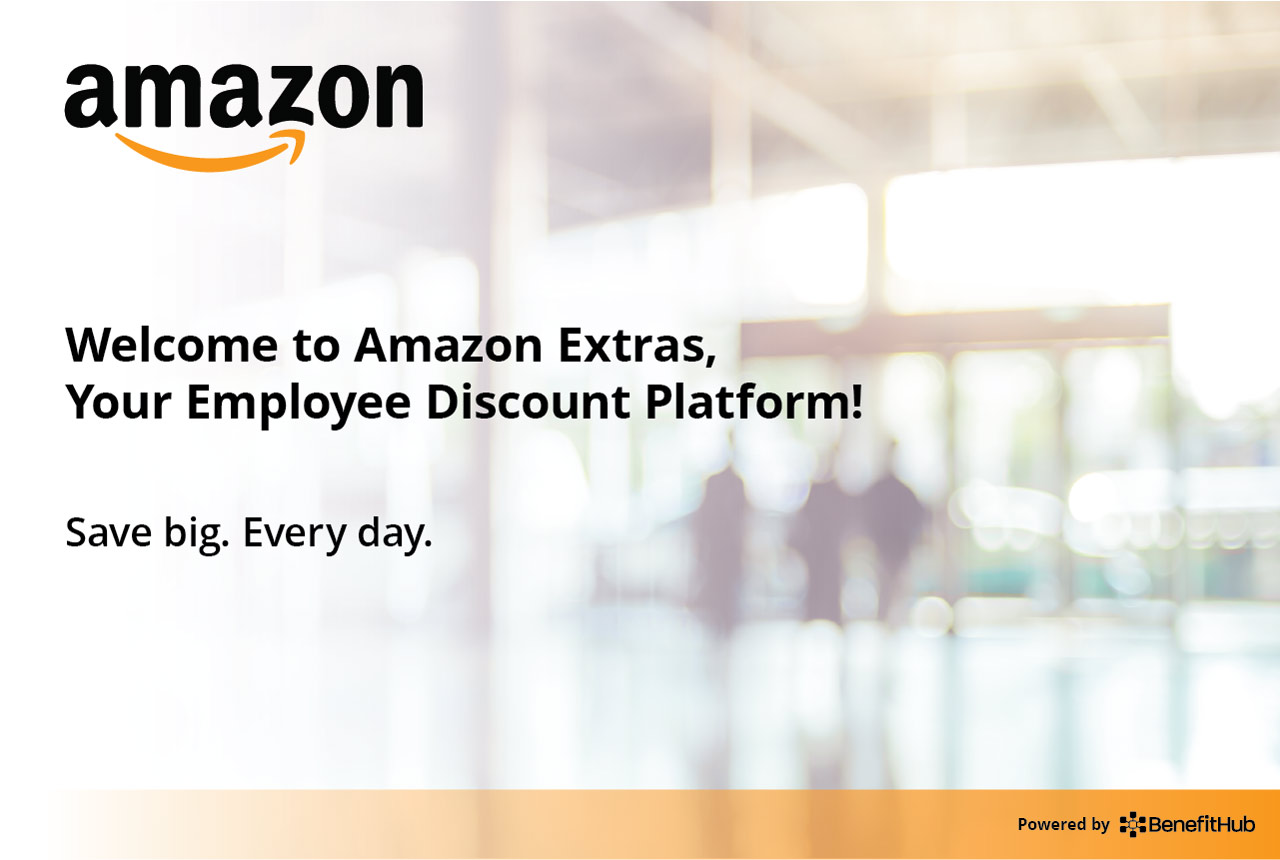 amazon
Welcome to Amazon Extras,
Your Employee Discount Platform!
Save big. Every day.
Powered by BenefitHub